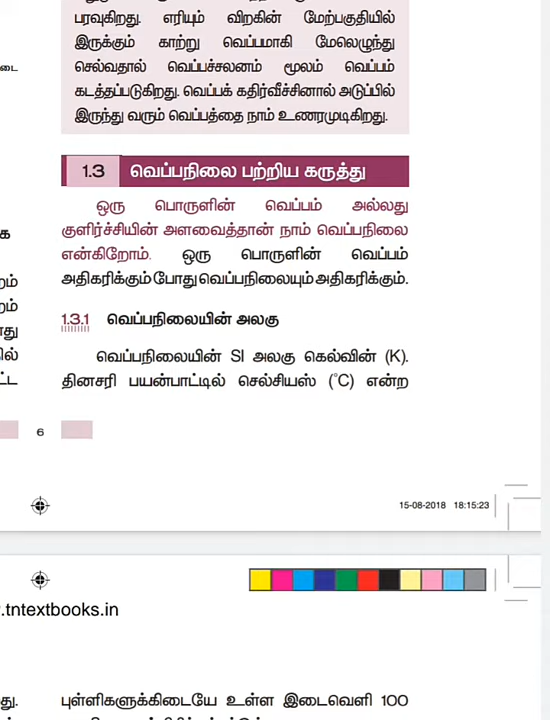 பரவுகிறது. எரியும் விறகின் மேற்பகுதியில்
இருக்கும் காற்று வெப்பமாகி மேலெழுந்து
செல்வதால் வெப்பச்சலனம் மூலம் வெப்பம்
கடத்தப்படுகிறது. வெப்பக் கதிர்வீச்சினால் அடுப்பில்
இருந்து வரும் வெப்பத்தை நாம் உணரமுடிகிறது.
1.3 வெப்பநிலை பற்றிய கருத்து
ஒரு பொருளின் வெப்பம் அல்லது
குளிர்ச்சியின் அளவைத்தான் நாம் வெப்பநிலை
என்கிறோம். ஒரு பொருளின் வெப்பம்
அதிகரிக்கும் போது வெப்பநிலையும் அதிகரிக்கும்.
1.3.1 வெப்பநிலையின் அலகு
வெப்பநிலையின் SI அலகு கெல்வின் (K).
தினசரி பயன்பாட்டில் செல்சியஸ் (°C) என்ற
6
15-08-2018 18:15:23
.tntextbooks.in
புள்ளிகளுக்கிடையே உள்ள இடைவெளி 100